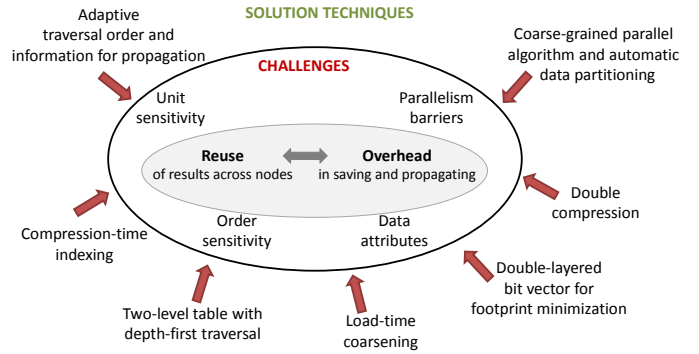 SOLUTION TECHNIQUES
Adaptive
traversal order and
information for propagation
Coarse-grained parallel
algorithm and automatic
data partitioning
CHALLENGES
Unit
sensitivity
Parallelism
barriers
Reuse
of results across nodes
Overhead
in saving and propagating
Order
sensitivity
Data
attributes
Compression-time
indexing
Double
compression
Two-level table with
depth-first traversal
Load-time
coarsening
Double-layered
bit vector for
footprint minimization